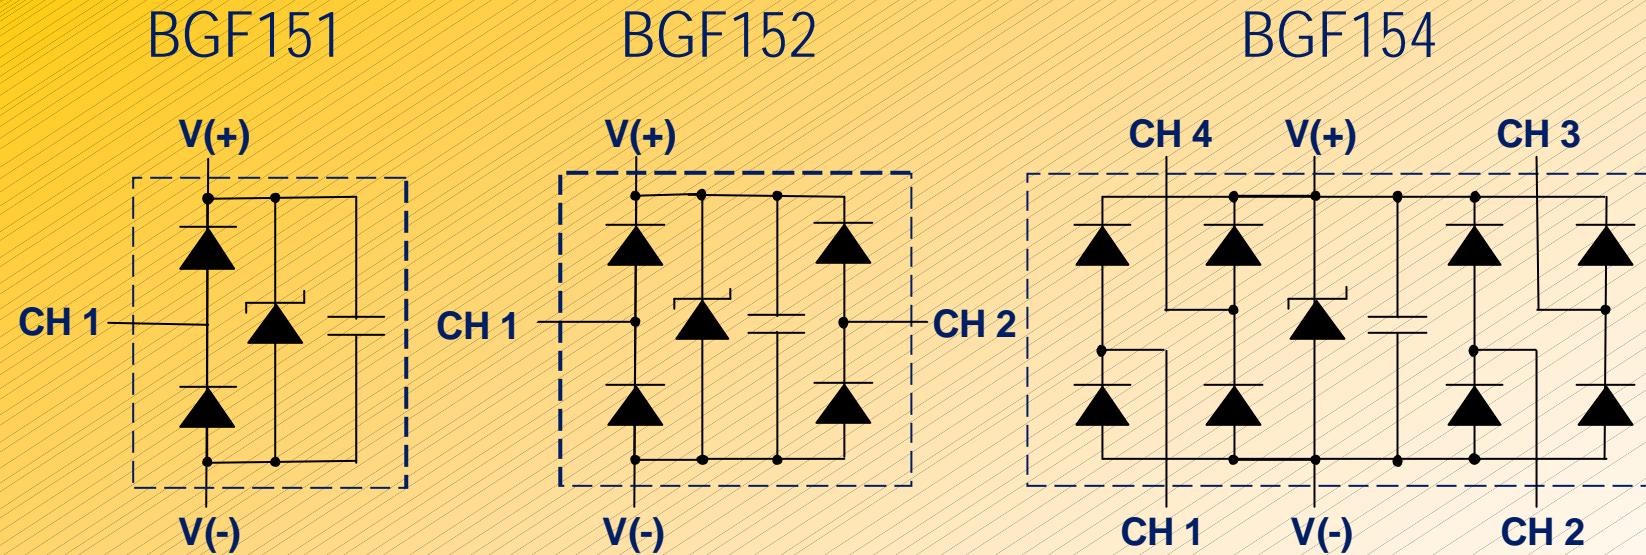 BGF151
V(+)
CH 1
V(-)
BGF152
V(+)
CH 1
CH 2
V(-)
BGF154
CH 4
V(+)
CH 3
CH 1
V(-)
CH 2